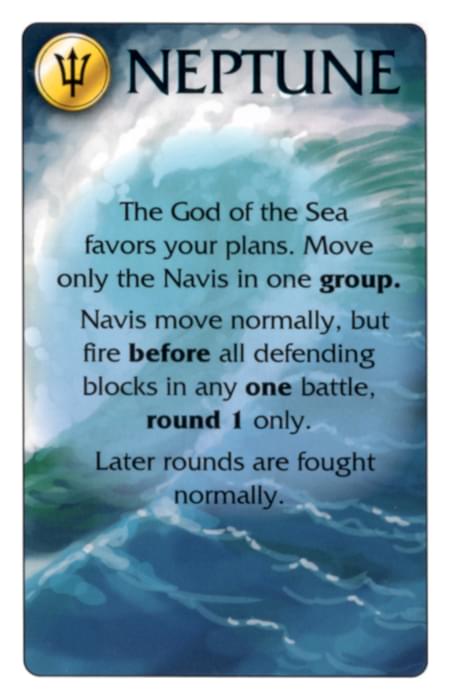 NEPTUNE
The God of the Sea
favors your plans. Move
only the Navis in one group.
Navis move normally, but
fire before all defending
blocks in any one battle,
round 1 only.
Later rounds are fought
normally.